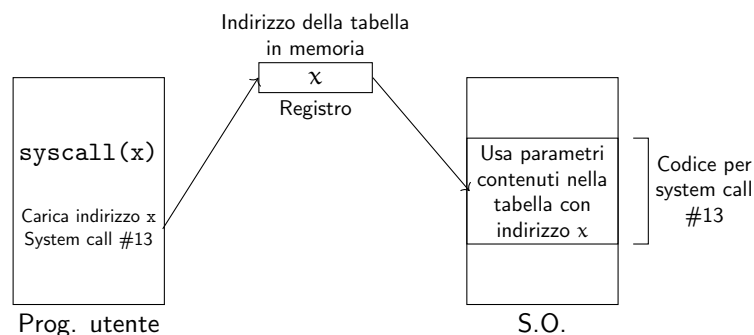 Indirizzo della tabella
in memoria
x
Registro
syscall(x)
Carica indirizzo x
System call #13
Prog. utente
Usa parametri
contenuti nella
tabella con
indirizzo x
S.O.
Codice per
system call
#13